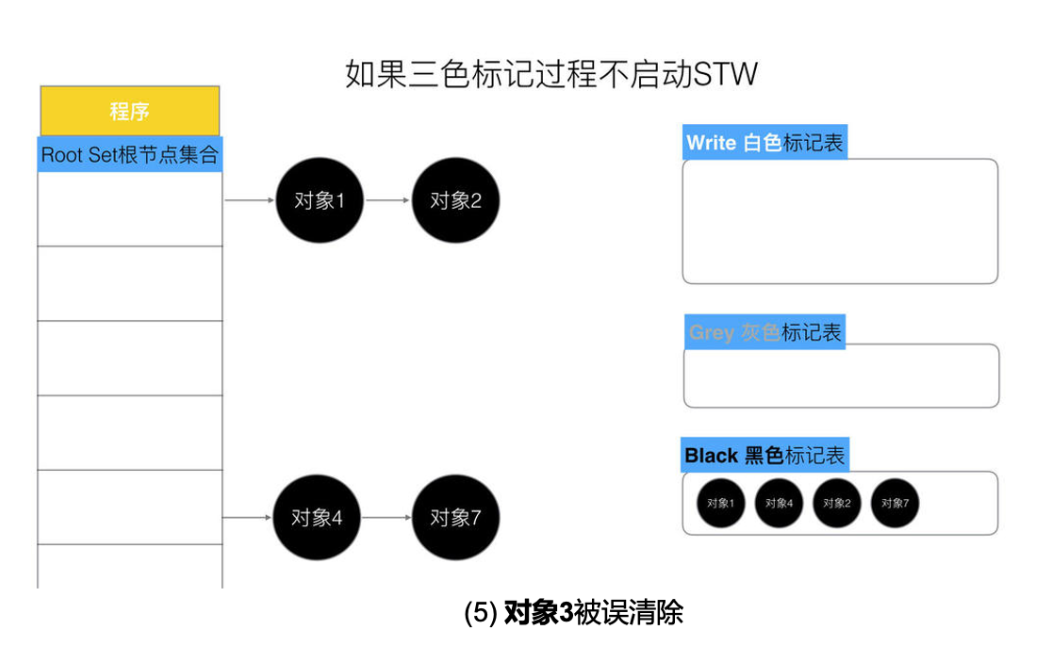 如果三色标记过程不启动STW
程序
Root Set根节点集合
对象1
对象2
对象4
对象7
Write 白色标记表
Grey 灰色标记表
Black 黑色标记表
对象1 对象4 对象2 对象7
(5) 对象3被误清除